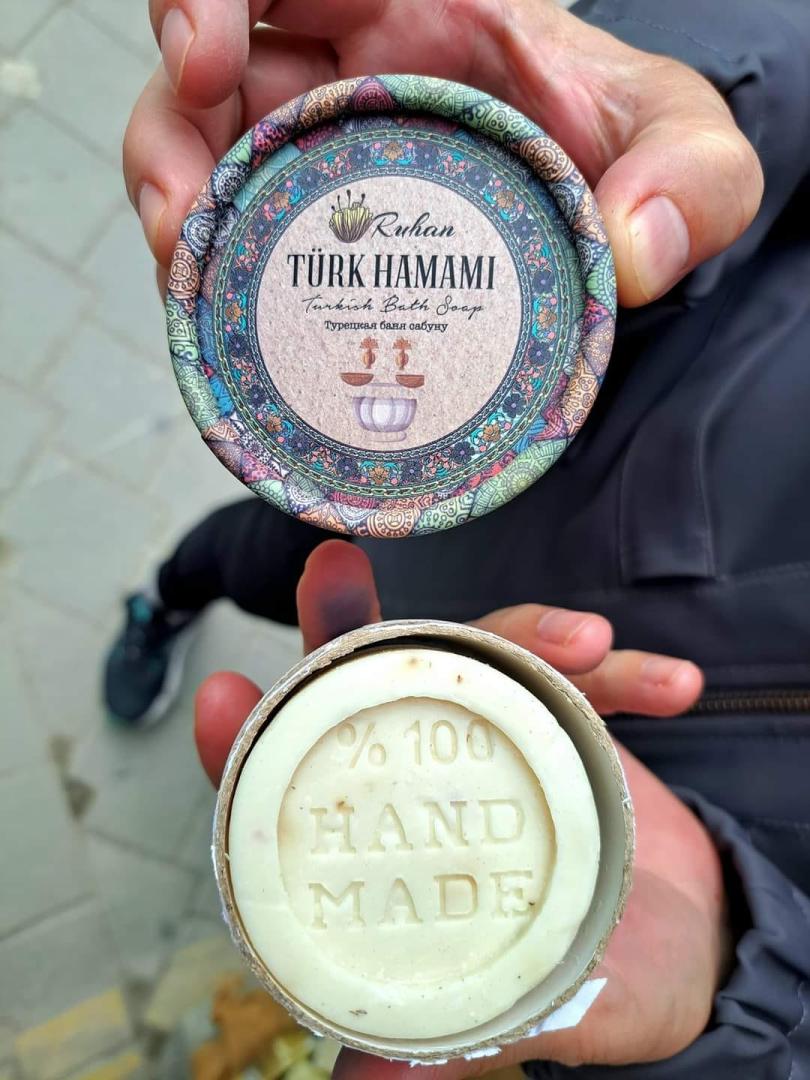 Ruhan
TÜRK HAMAMI
Turkish Bath Soap
Турецкая баня сабуну
% 100
HAND
MADE